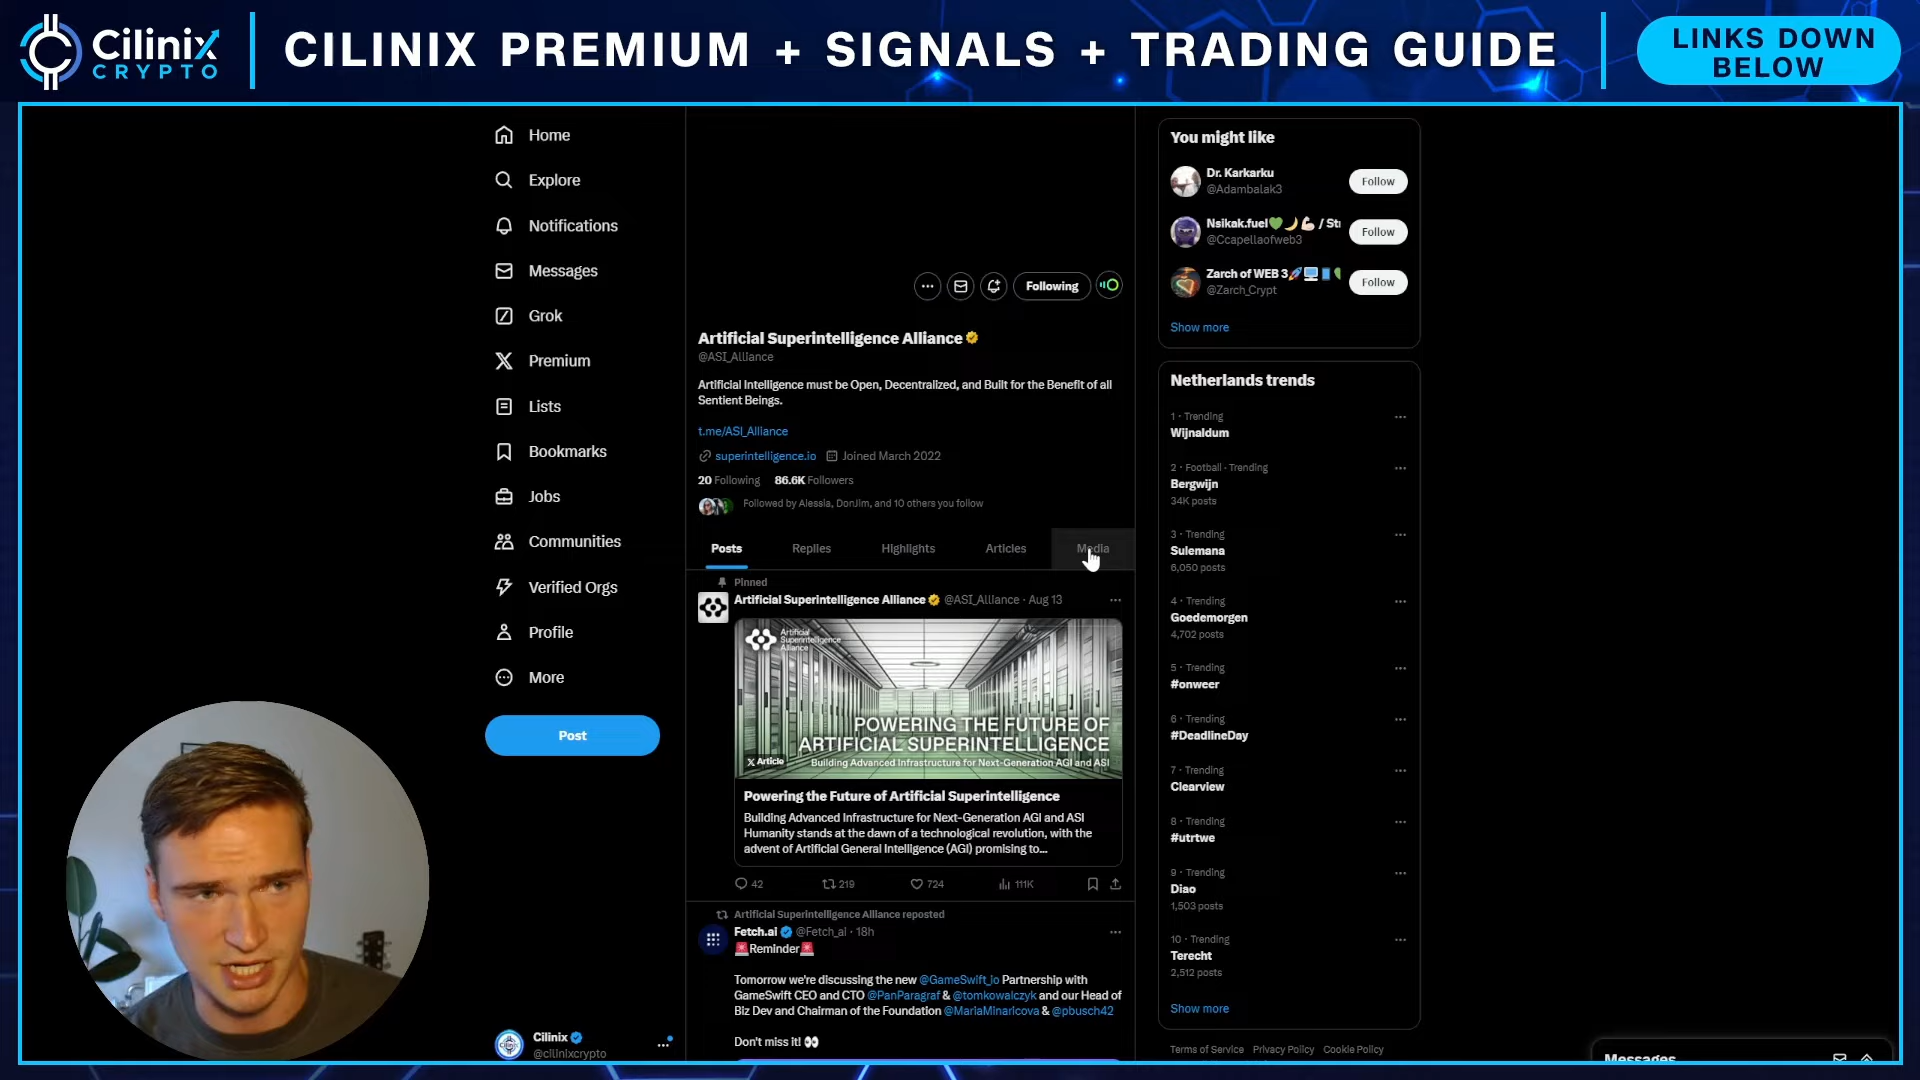 Cilinix
CRYPTO
CILINIX PREMIUM + SIGNALS + TRADING GUIDE
LINKS DOWN
BELOW
Home
Explore
Notifications
Messages
Grok
Premium
Lists
Bookmarks
Jobs
Communities
Verified Orgs
Profile
More
Post
Cilinix
@cilinixcrypto
Following
Artificial Superintelligence Alliance
@ASI_Alliance
Artificial Intelligence must be Open, Decentralized, and Built for the Benefit of all
Sentient Beings.
t.me/ASI_Alliance
superintelligence.io Joined March 2022
20 Following 86.6K Followers
Followed by Alessia, DonJim, and 10 others you follow
Posts Replies Highlights Articles Media
Pinned
Artificial Superintelligence Alliance @ASI_Alliance · Aug 13
Artificial
Superintelligence
Alliance
POWERING THE FUTURE OF
ARTIFICIAL SUPERINTELLIGENCE
Building Advanced Infrastructure for Next-Generation AGI and ASI
X Article
Powering the Future of Artificial Superintelligence
Building Advanced Infrastructure for Next-Generation AGI and ASI
Humanity stands at the dawn of a technological revolution, with the
advent of Artificial General Intelligence (AGI) promising to...
42 219 724 111K
Artificial Superintelligence Alliance reposted
Fetch.ai @Fetch_ai · 18h
🚨Reminder🚨
Tomorrow we're discussing the new @GameSwift_io Partnership with
GameSwift CEO and CTO @PanParagraf & @tomkowalczyk and our Head of
Biz Dev and Chairman of the Foundation @MariaMinaricova & @pbusch42
Don't miss it! 👀
You might like
Dr. Karkarku
@Adambalak3
Follow
Nsikak.fuel💚🌙💪🏻 / Str
@Ccapellaofweb3
Follow
Zarch of WEB 3🚀
@Zarch_Crypt
Follow
Show more
Netherlands trends
1 · Trending
Wijnaldum
2 · Football · Trending
Bergwijn
34K posts
3 · Trending
Sulemana
6,050 posts
4 · Trending
Goedemorgen
4,702 posts
5 · Trending
#onweer
6 · Trending
#DeadlineDay
7 · Trending
Clearview
8 · Trending
#utrtwe
9 · Trending
Diao
1,503 posts
10 · Trending
Terecht
2,512 posts
Show more
Terms of Service Privacy Policy Cookie Policy
Messages